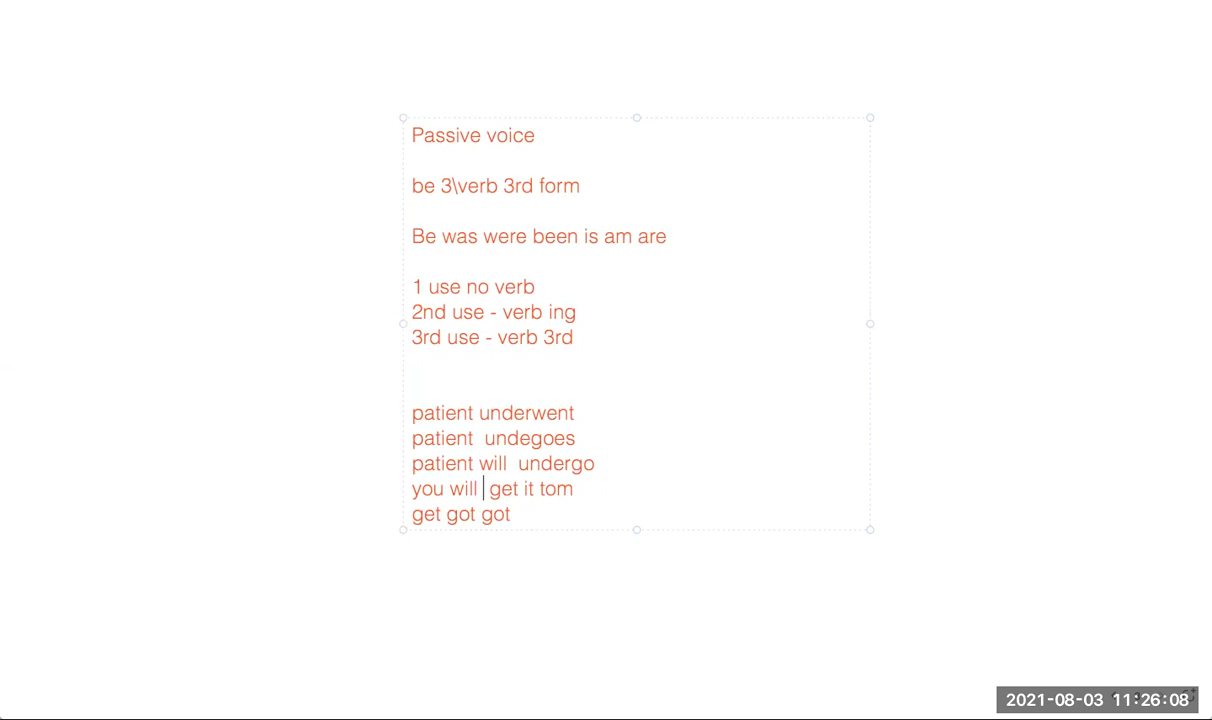 Passive voice
be 3\verb 3rd form
Be was were been is am are
1 use no verb
2nd use - verb ing
3rd use - verb 3rd
patient underwent
patient  undegoes
patient will  undergo
you will  get it tom
get got got
2021-08-03 11:26:08